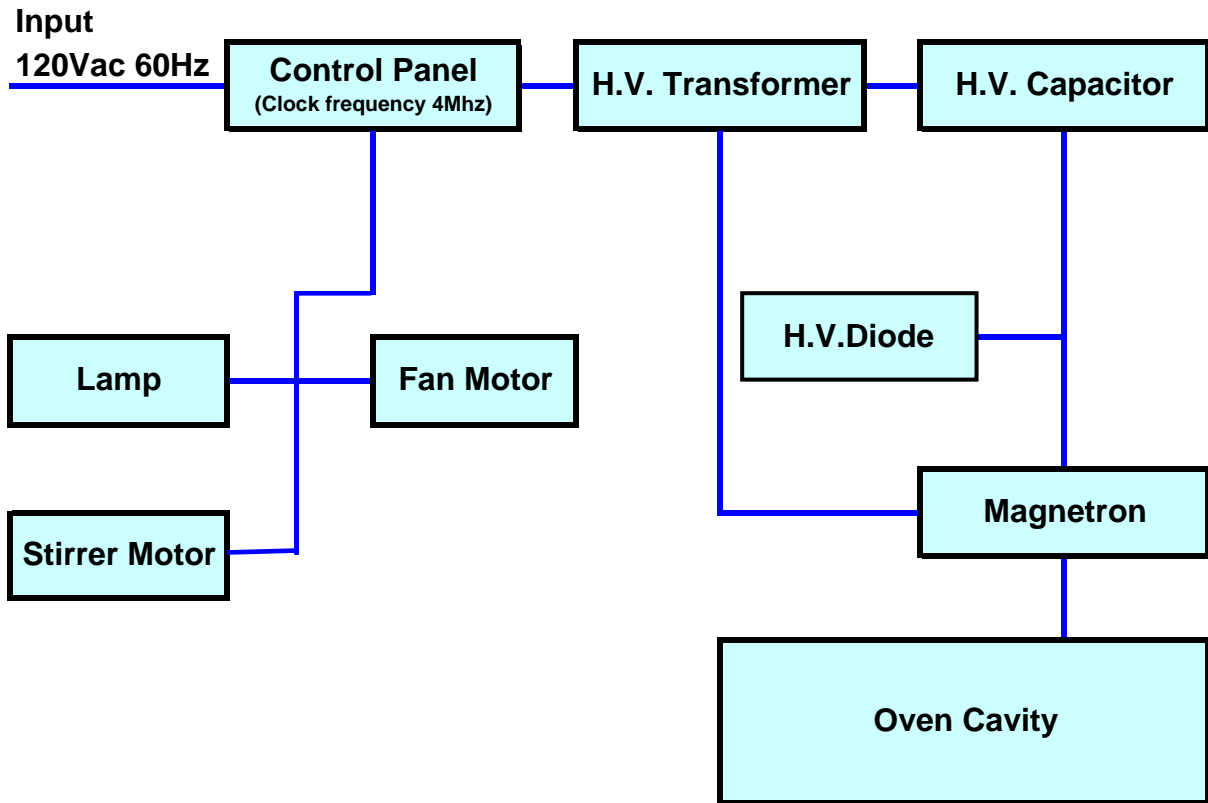 Input
120Vac 60Hz
Control Panel
(Clock frequency 4Mhz)
H.V. Transformer
H.V. Capacitor
H.V.Diode
Lamp
Fan Motor
Magnetron
Stirrer Motor
Oven Cavity